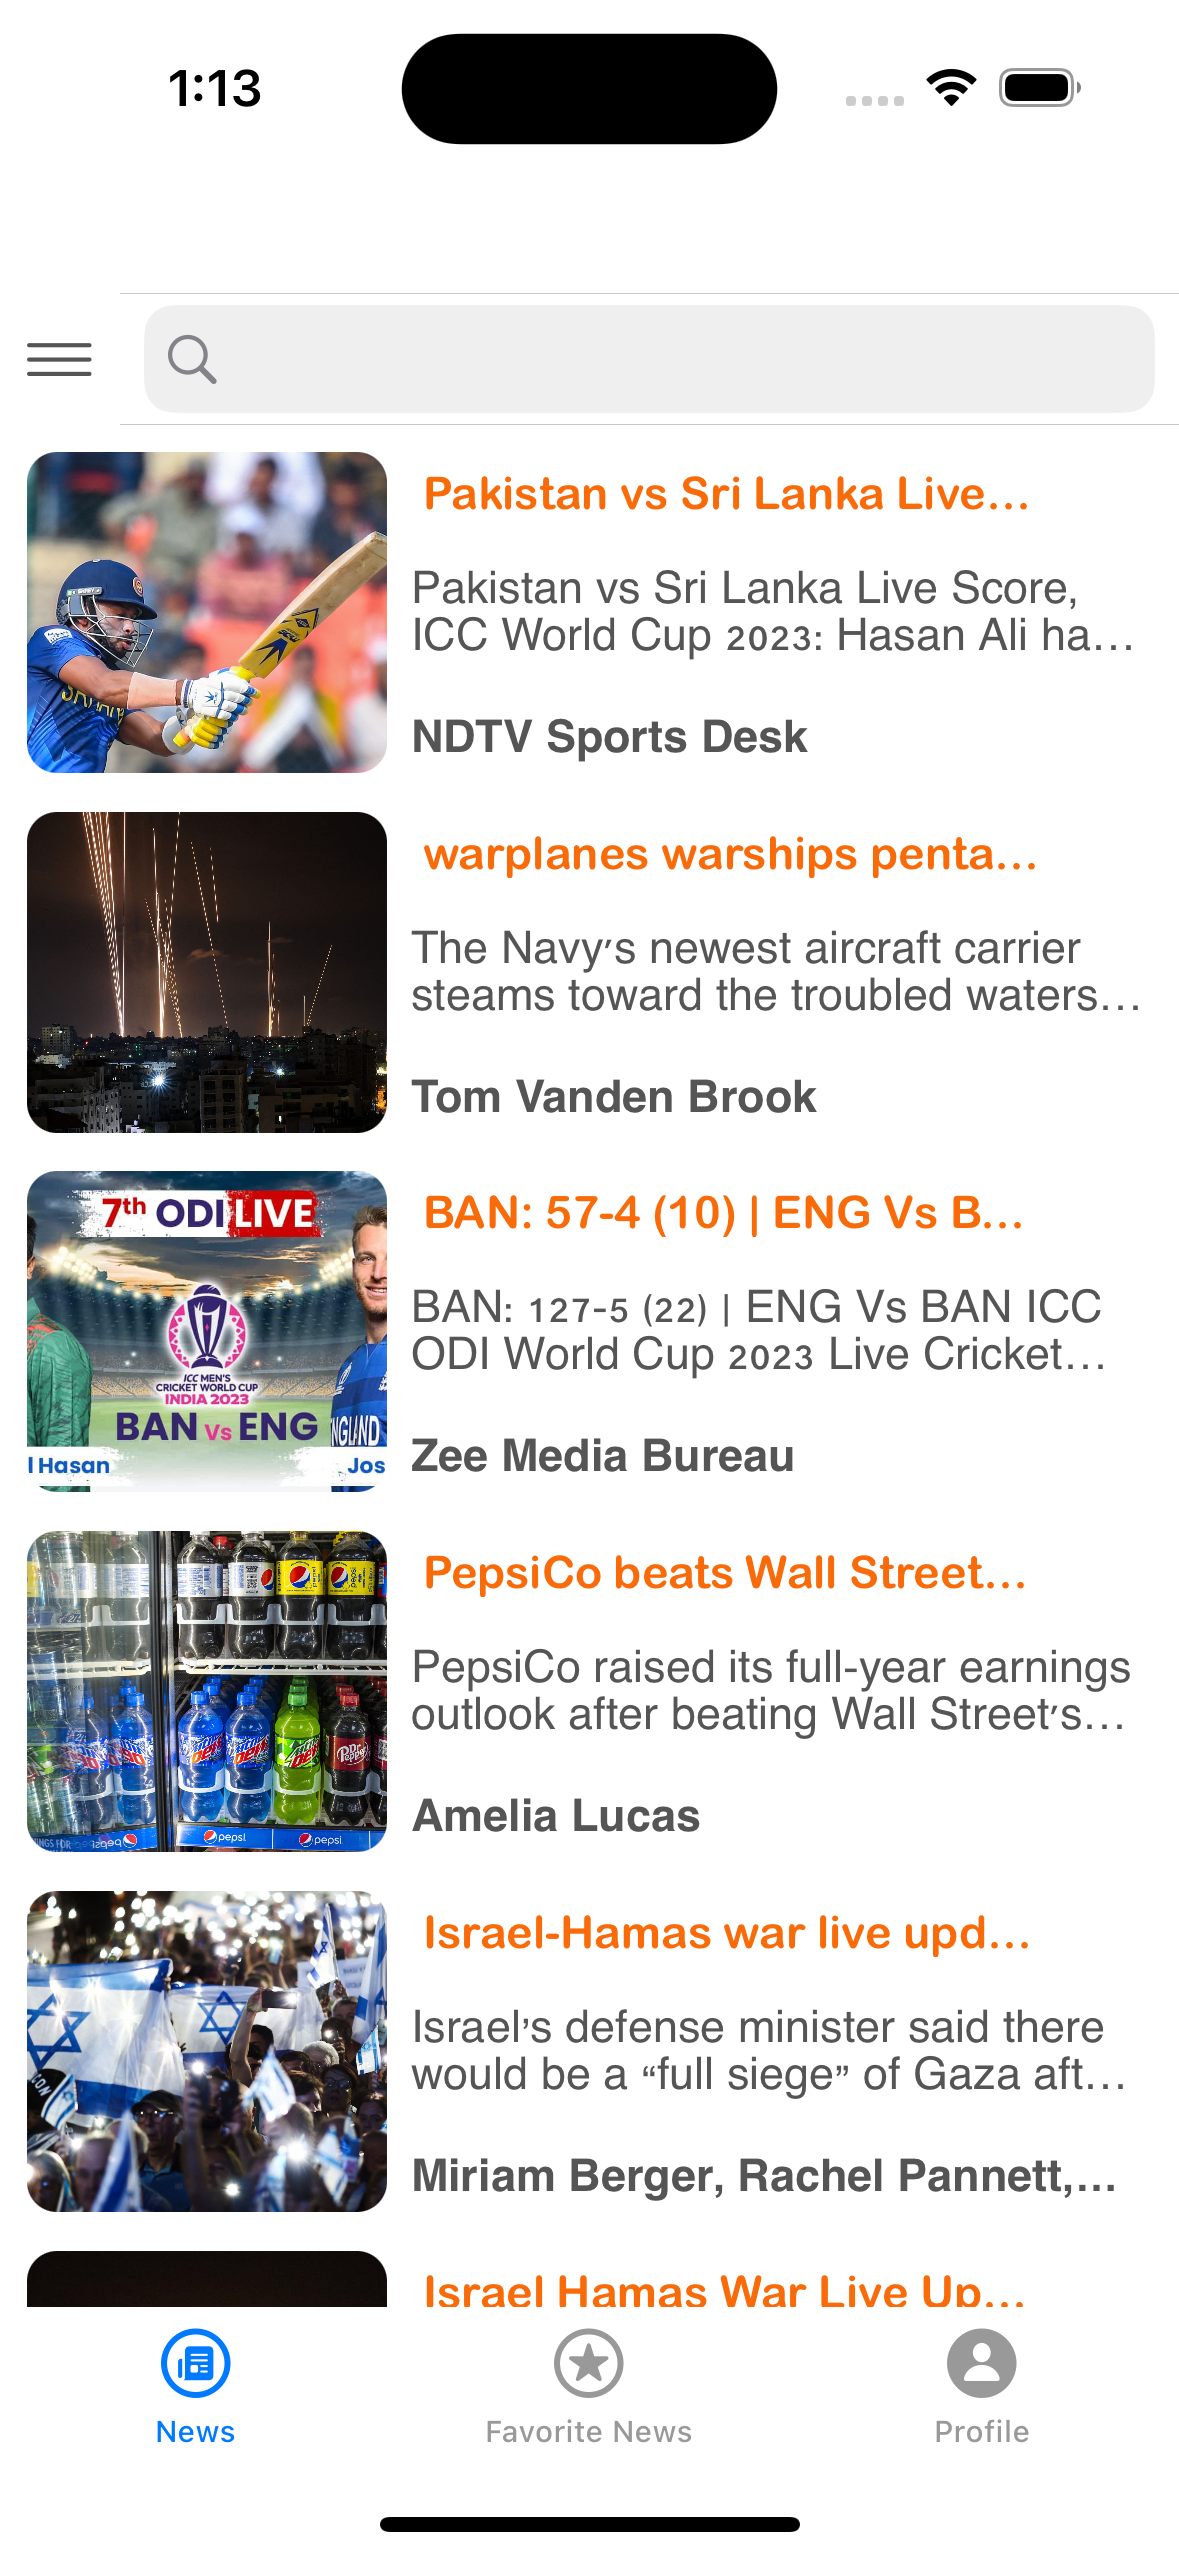 1:13
Pakistan vs Sri Lanka Live...
Pakistan vs Sri Lanka Live Score,
ICC World Cup 2023: Hasan Ali ha...
NDTV Sports Desk
warplanes warships penta...
The Navy's newest aircraft carrier
steams toward the troubled waters...
Tom Vanden Brook
7th ODI LIVE
ICC MEN'S
CRICKET WORLD CUP
INDIA 2023
BAN Vs ENG
l Hasan
Jos
NGLAND
BAN: 57-4 (10) | ENG Vs B...
BAN: 127-5 (22) | ENG Vs BAN ICC
ODI World Cup 2023 Live Cricket...
Zee Media Bureau
Dr Pepper
pepsi
pepsi
PepsiCo beats Wall Street...
PepsiCo raised its full-year earnings
outlook after beating Wall Street's...
Amelia Lucas
Israel-Hamas war live upd...
Israel’s defense minister said there
would be a “full siege” of Gaza aft...
Miriam Berger, Rachel Pannett,...
Israel Hamas War Live Up...
News
Favorite News
Profile